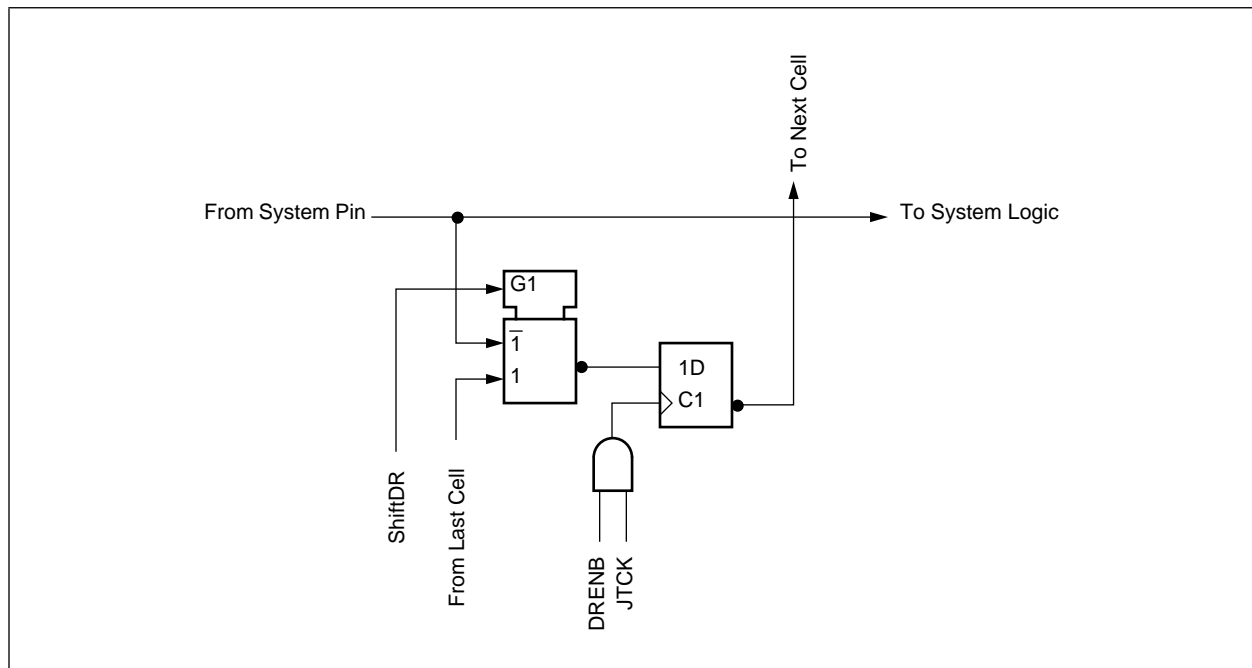 To Next Cell
From System Pin
To System Logic
G1
1̅
1
1D
C1
ShiftDR
From Last Cell
DRENB
JTCK